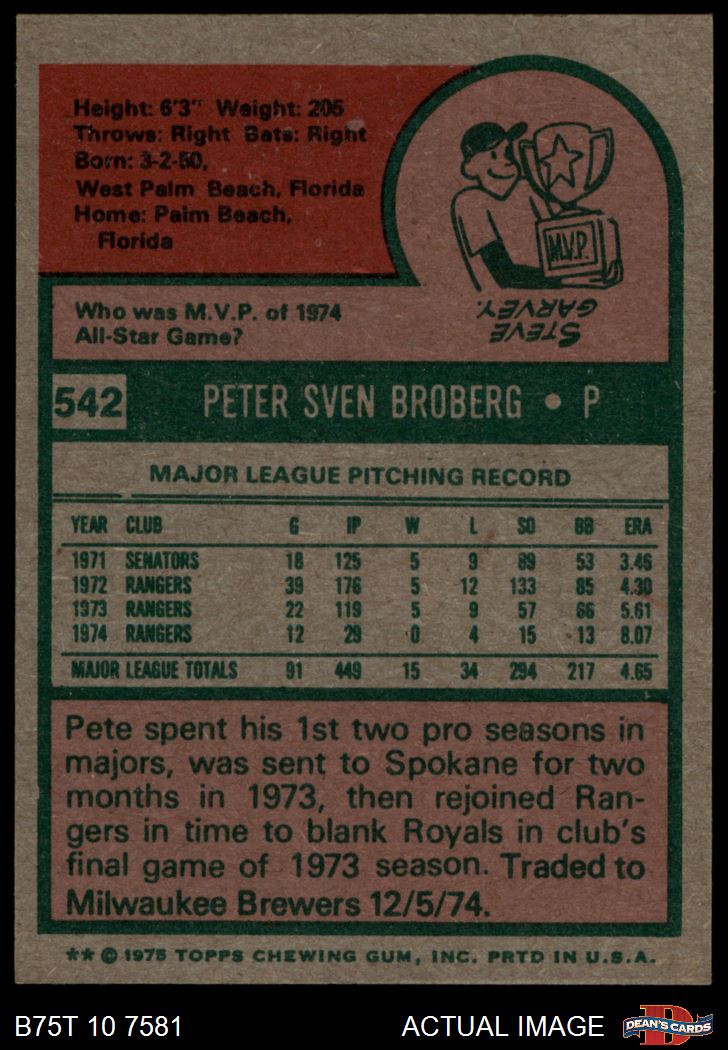 Height: 6'3" Weight: 205
Throws: Right Bats: Right
Born: 3-2-50,
West Palm Beach, Florida
Home: Palm Beach,
Florida
M.V.P.
Who was M.V.P. of 1974
All-Star Game?
STEVE
GARVEY.
542 PETER SVEN BROBERG • P
MAJOR LEAGUE PITCHING RECORD
YEAR CLUB G IP W L SO BB ERA
1971 SENATORS 18 125 5 9 89 53 3.46
1972 RANGERS 39 176 5 12 133 85 4.30
1973 RANGERS 22 119 5 9 57 66 5.61
1974 RANGERS 12 29 0 4 15 13 8.07
MAJOR LEAGUE TOTALS 91 449 15 34 294 217 4.65
Pete spent his 1st two pro seasons in
majors, was sent to Spokane for two
months in 1973, then rejoined Ran-
gers in time to blank Royals in club's
final game of 1973 season. Traded to
Milwaukee Brewers 12/5/74.
** © 1975 TOPPS CHEWING GUM, INC. PRTD IN U.S.A.
B75T 10 7581 ACTUAL IMAGE D DEAN'S CARDS